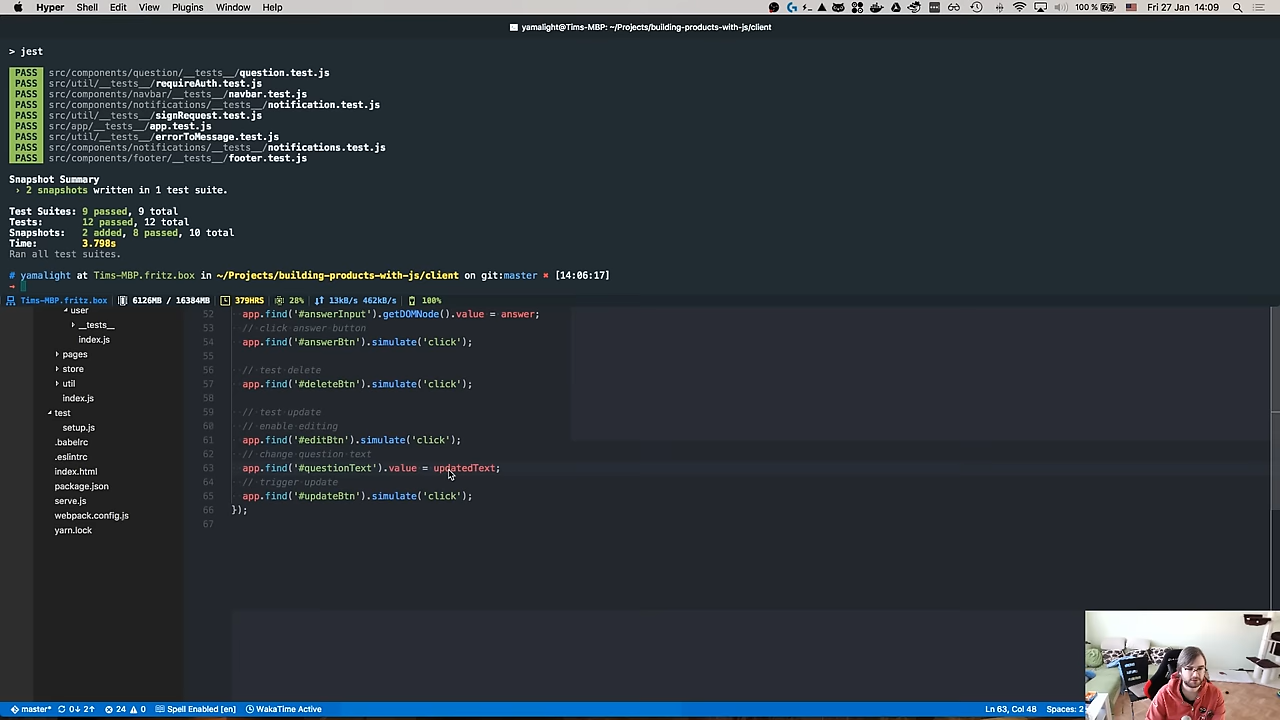 Hyper Shell Edit View Plugins Window Help 100 % Fri 27 Jan 14:09
yamalight@Tims-MBP: ~/Projects/building-products-with-js/client
> jest
PASS src/components/question/__tests__/question.test.js
PASS src/util/__tests__/requireAuth.test.js
PASS src/components/navbar/__tests__/navbar.test.js
PASS src/components/notifications/__tests__/notification.test.js
PASS src/util/__tests__/signRequest.test.js
PASS src/app/__tests__/app.test.js
PASS src/util/__tests__/errorToMessage.test.js
PASS src/components/notifications/__tests__/notifications.test.js
PASS src/components/footer/__tests__/footer.test.js
Snapshot Summary
› 2 snapshots written in 1 test suite.
Test Suites: 9 passed, 9 total
Tests: 12 passed, 12 total
Snapshots: 2 added, 8 passed, 10 total
Time: 3.798s
Ran all test suites.
# yamalight at Tims-MBP.fritz.box in ~/Projects/building-products-with-js/client on git:master ✖ [14:06:17]
→
Tims-MBP.fritz.box 6126MB / 16384MB 379HRS 28% 13kB/s 462kB/s 100%
user
__tests__
index.js
pages
store
util
index.js
test
setup.js
.babelrc
.eslintrc
index.html
package.json
serve.js
webpack.config.js
yarn.lock
52 app.find('#answerInput').getDOMNode().value = answer;
53 // click answer button
54 app.find('#answerBtn').simulate('click');
55
56 // test delete
57 app.find('#deleteBtn').simulate('click');
58
59 // test update
60 // enable editing
61 app.find('#editBtn').simulate('click');
62 // change question text
63 app.find('#questionText').value = updatedText;
64 // trigger update
65 app.find('#updateBtn').simulate('click');
66 });
67
master* 0↓ 2↑ 24 0 Spell Enabled [en] WakaTime Active Ln 63, Col 48 Spaces: 2